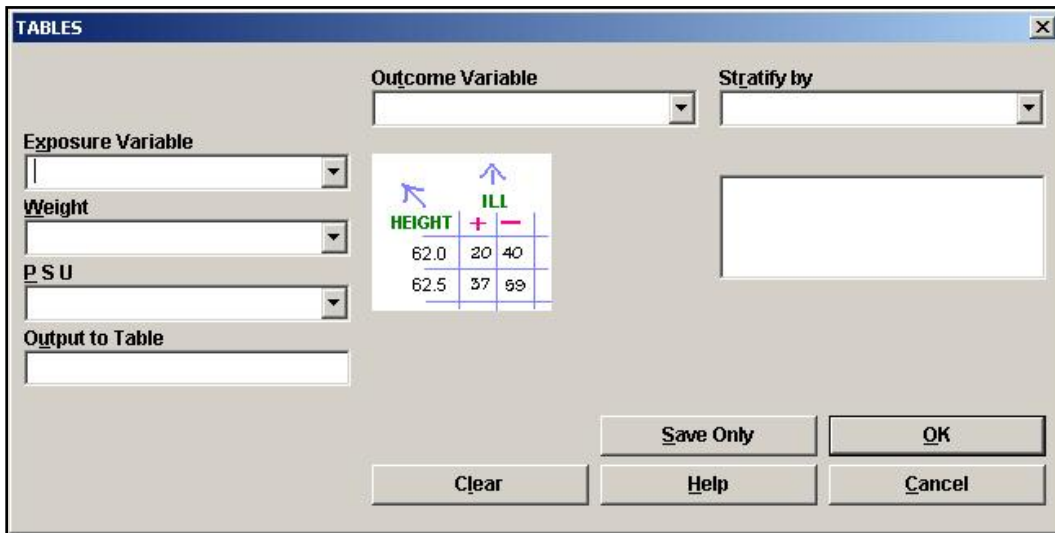 TABLES
Outcome Variable
Stratify by
Exposure Variable
Weight
P S U
Output to Table
ILL
HEIGHT + −
62.0 20 40
62.5 37 59
Save Only
OK
Clear
Help
Cancel